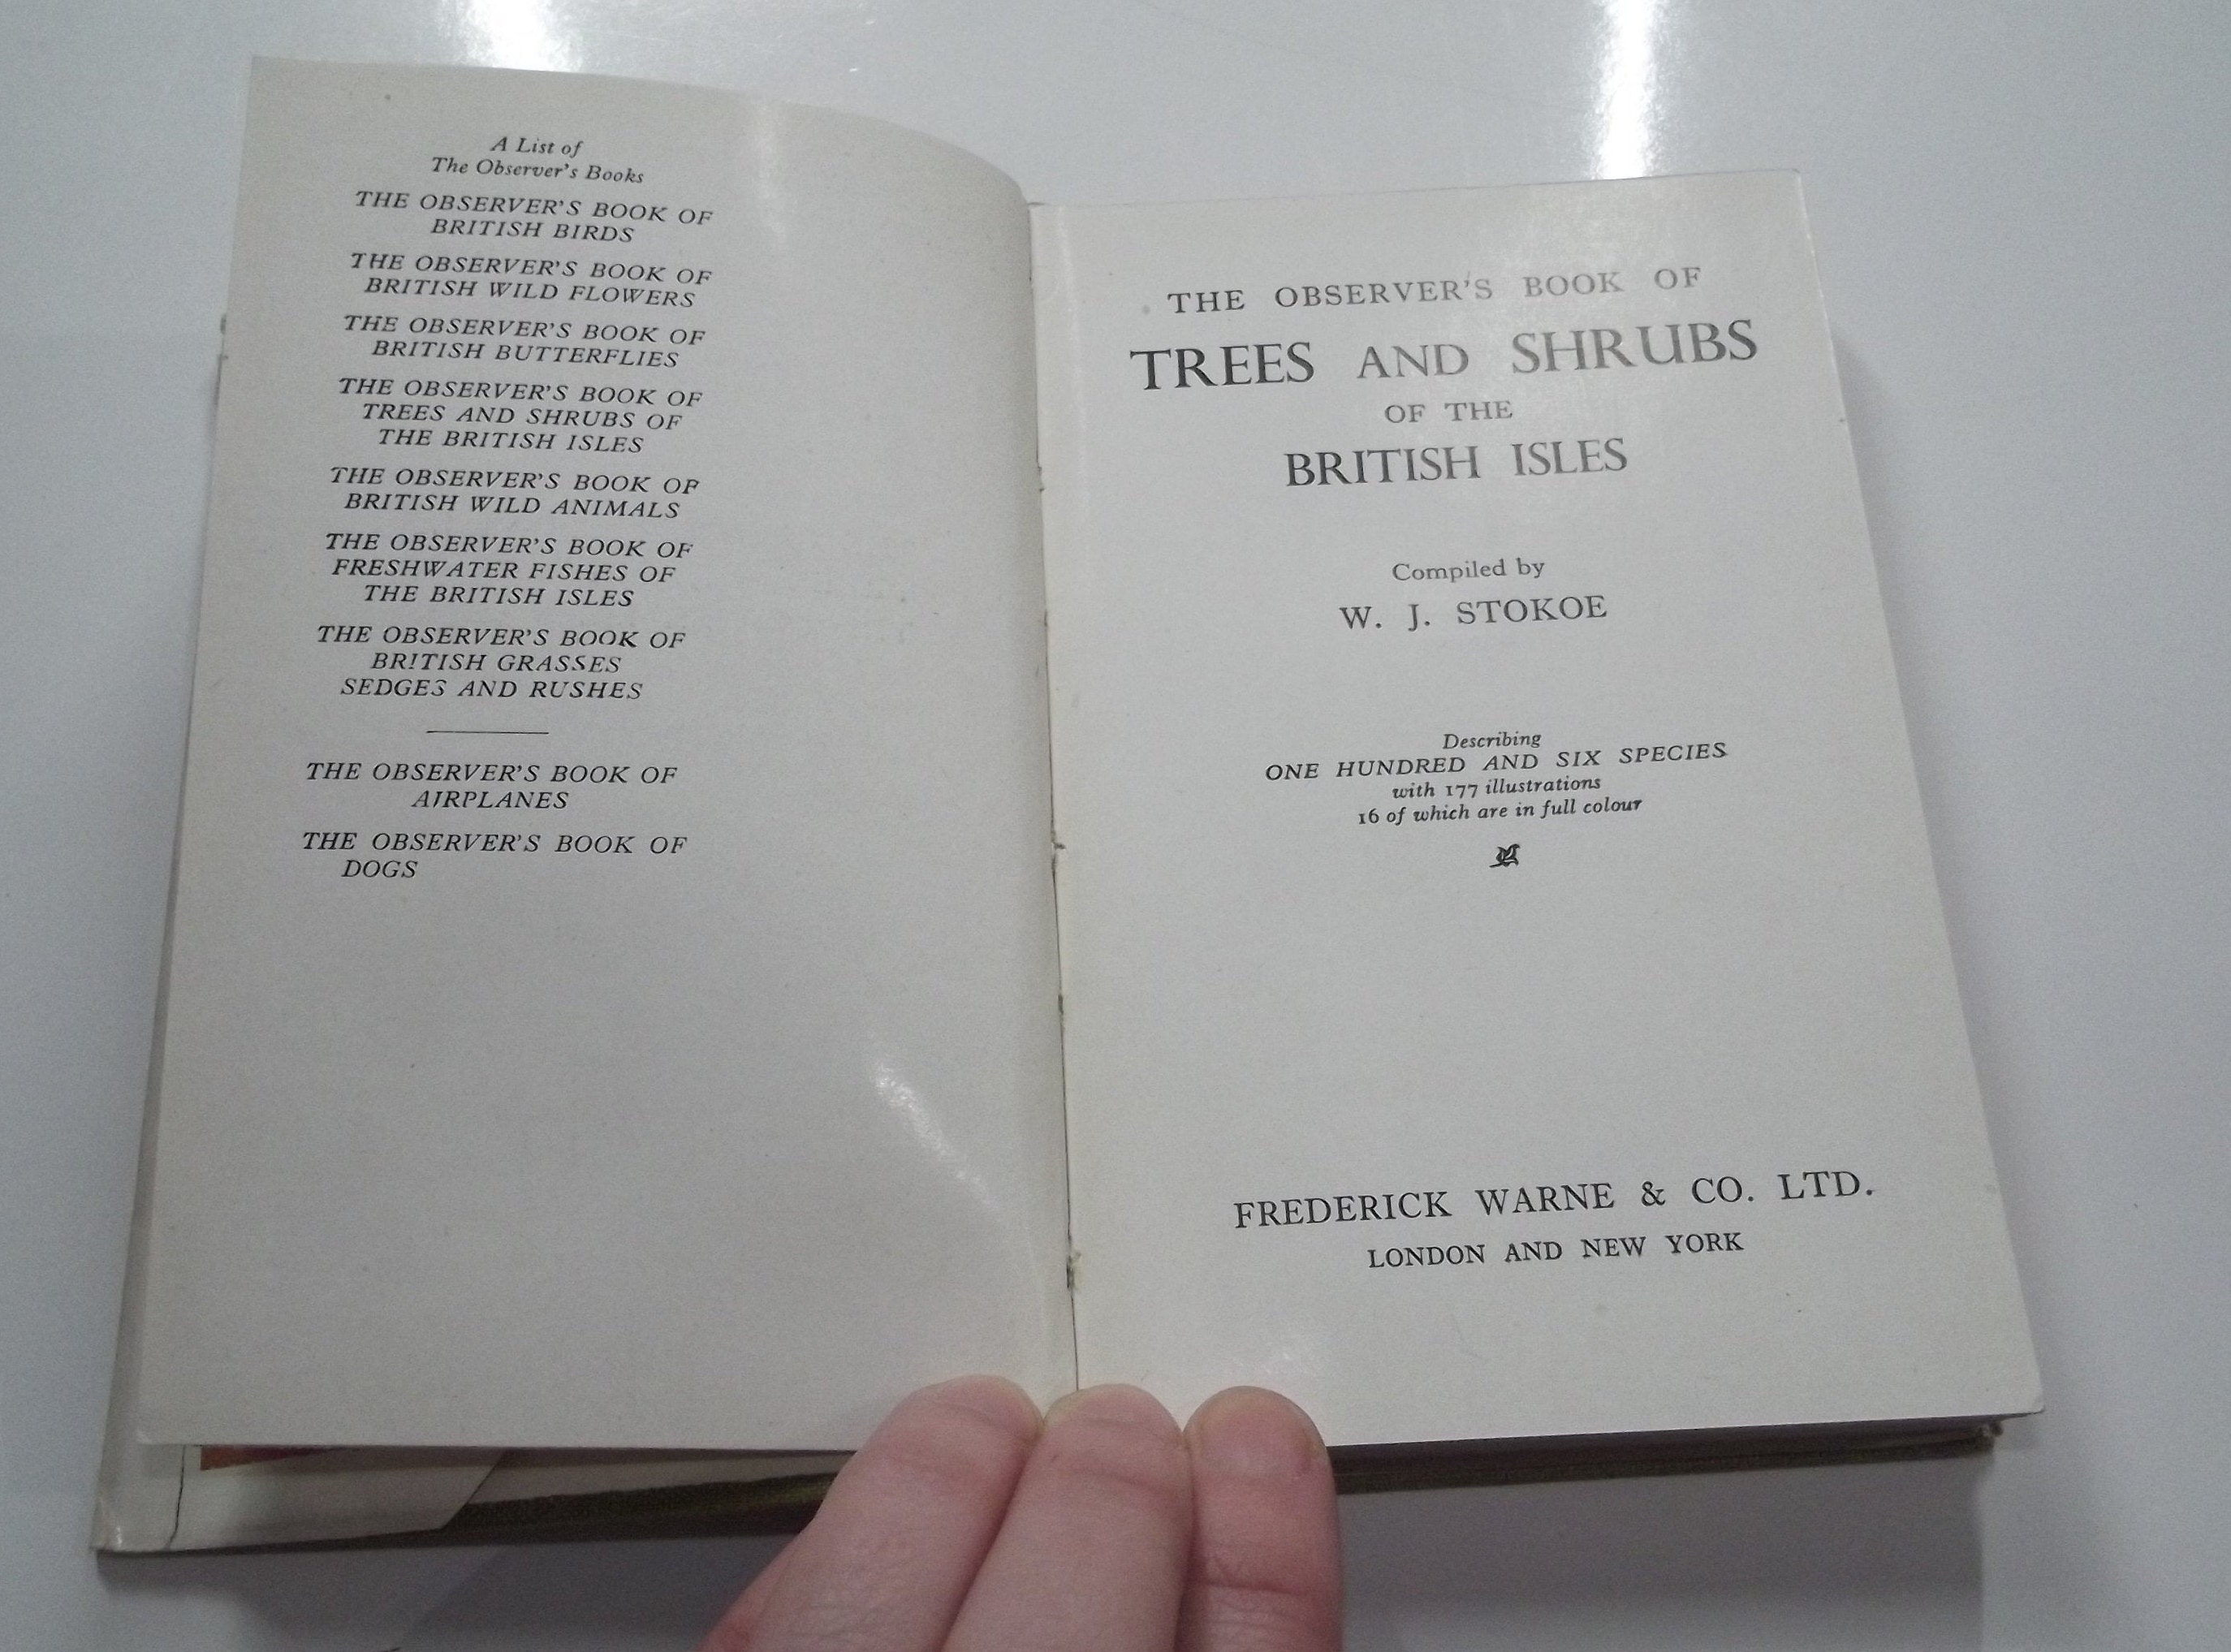 A List of
The Observer's Books
THE OBSERVER'S BOOK OF
BRITISH BIRDS
THE OBSERVER'S BOOK OF
BRITISH WILD FLOWERS
THE OBSERVER'S BOOK OF
BRITISH BUTTERFLIES
THE OBSERVER'S BOOK OF
TREES AND SHRUBS OF
THE BRITISH ISLES
THE OBSERVER'S BOOK OF
BRITISH WILD ANIMALS
THE OBSERVER'S BOOK OF
FRESHWATER FISHES OF
THE BRITISH ISLES
THE OBSERVER'S BOOK OF
BRITISH GRASSES
SEDGES AND RUSHES
THE OBSERVER'S BOOK OF
AIRPLANES
THE OBSERVER'S BOOK OF
DOGS
THE OBSERVER'S BOOK OF
TREES AND SHRUBS
OF THE
BRITISH ISLES
Compiled by
W. J. STOKOE
Describing
ONE HUNDRED AND SIX SPECIES
with 177 illustrations
16 of which are in full colour
FREDERICK WARNE & CO. LTD.
LONDON AND NEW YORK